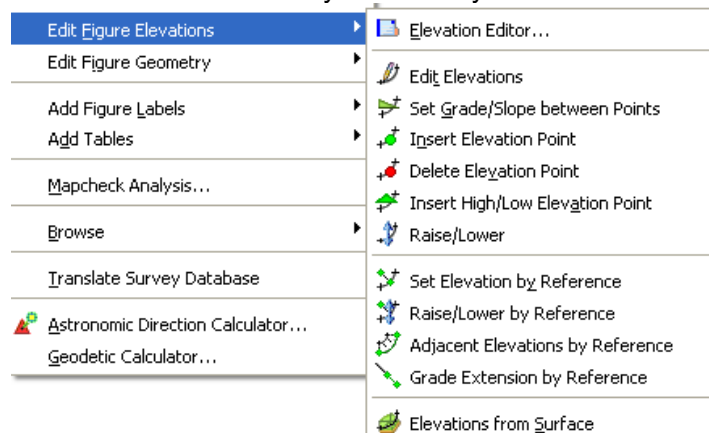 Edit Figure Elevations
Edit Figure Geometry
Add Figure Labels
Add Tables
Mapcheck Analysis...
Browse
Translate Survey Database
Astronomic Direction Calculator...
Geodetic Calculator...
Elevation Editor...
Edit Elevations
Set Grade/Slope between Points
Insert Elevation Point
Delete Elevation Point
Insert High/Low Elevation Point
Raise/Lower
Set Elevation by Reference
Raise/Lower by Reference
Adjacent Elevations by Reference
Grade Extension by Reference
Elevations from Surface